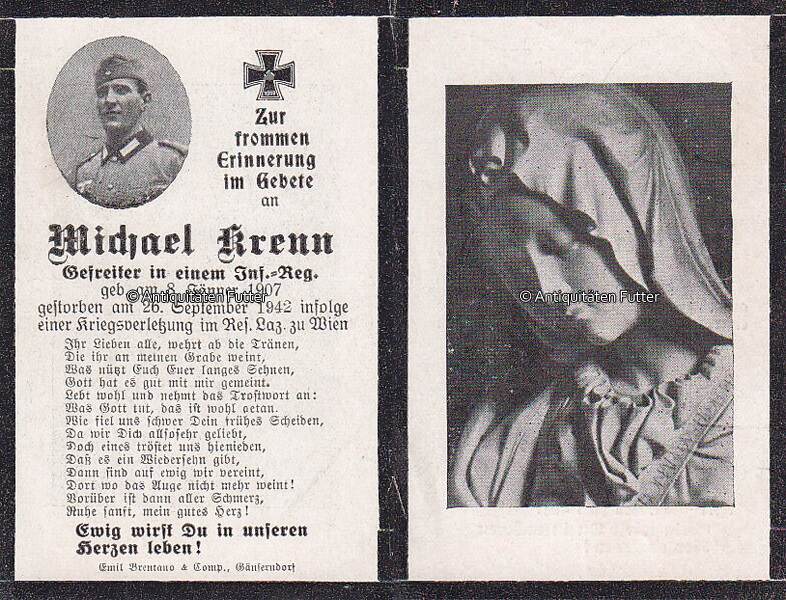 Zur
frommen
Erinnerung
im Gebete
an
Michael Krenn
Gefreiter in einem Inf.-Reg.
geb. am 8. Jänner 1907
© Antiquitäten Futter
gestorben am 26. September 1942 infolge
einer Kriegsverletzung im Res. Laz. zu Wien
Ihr Lieben alle, wehrt ab die Tränen,
Die ihr an meinen Grabe weint,
Was nützt Euch Euer langes Sehnen,
Gott hat es gut mit mir gemeint.
Lebt wohl und nehmt das Trostwort an:
Was Gott tut, das ist wohl getan.
Wie fiel uns schwer Dein frühes Scheiden,
Da wir Dich allsosehr geliebt,
Doch eines tröstet uns hienieden,
Daß es ein Wiedersehn gibt,
Dann sind auf ewig wir vereint,
Dort wo das Auge nicht mehr weint!
Vorüber ist dann aller Schmerz,
Ruhe sanft, mein gutes Herz!
Ewig wirst Du in unseren
Herzen leben!
Emil Brentano & Comp., Gänserndorf
© Antiquitäten Futter